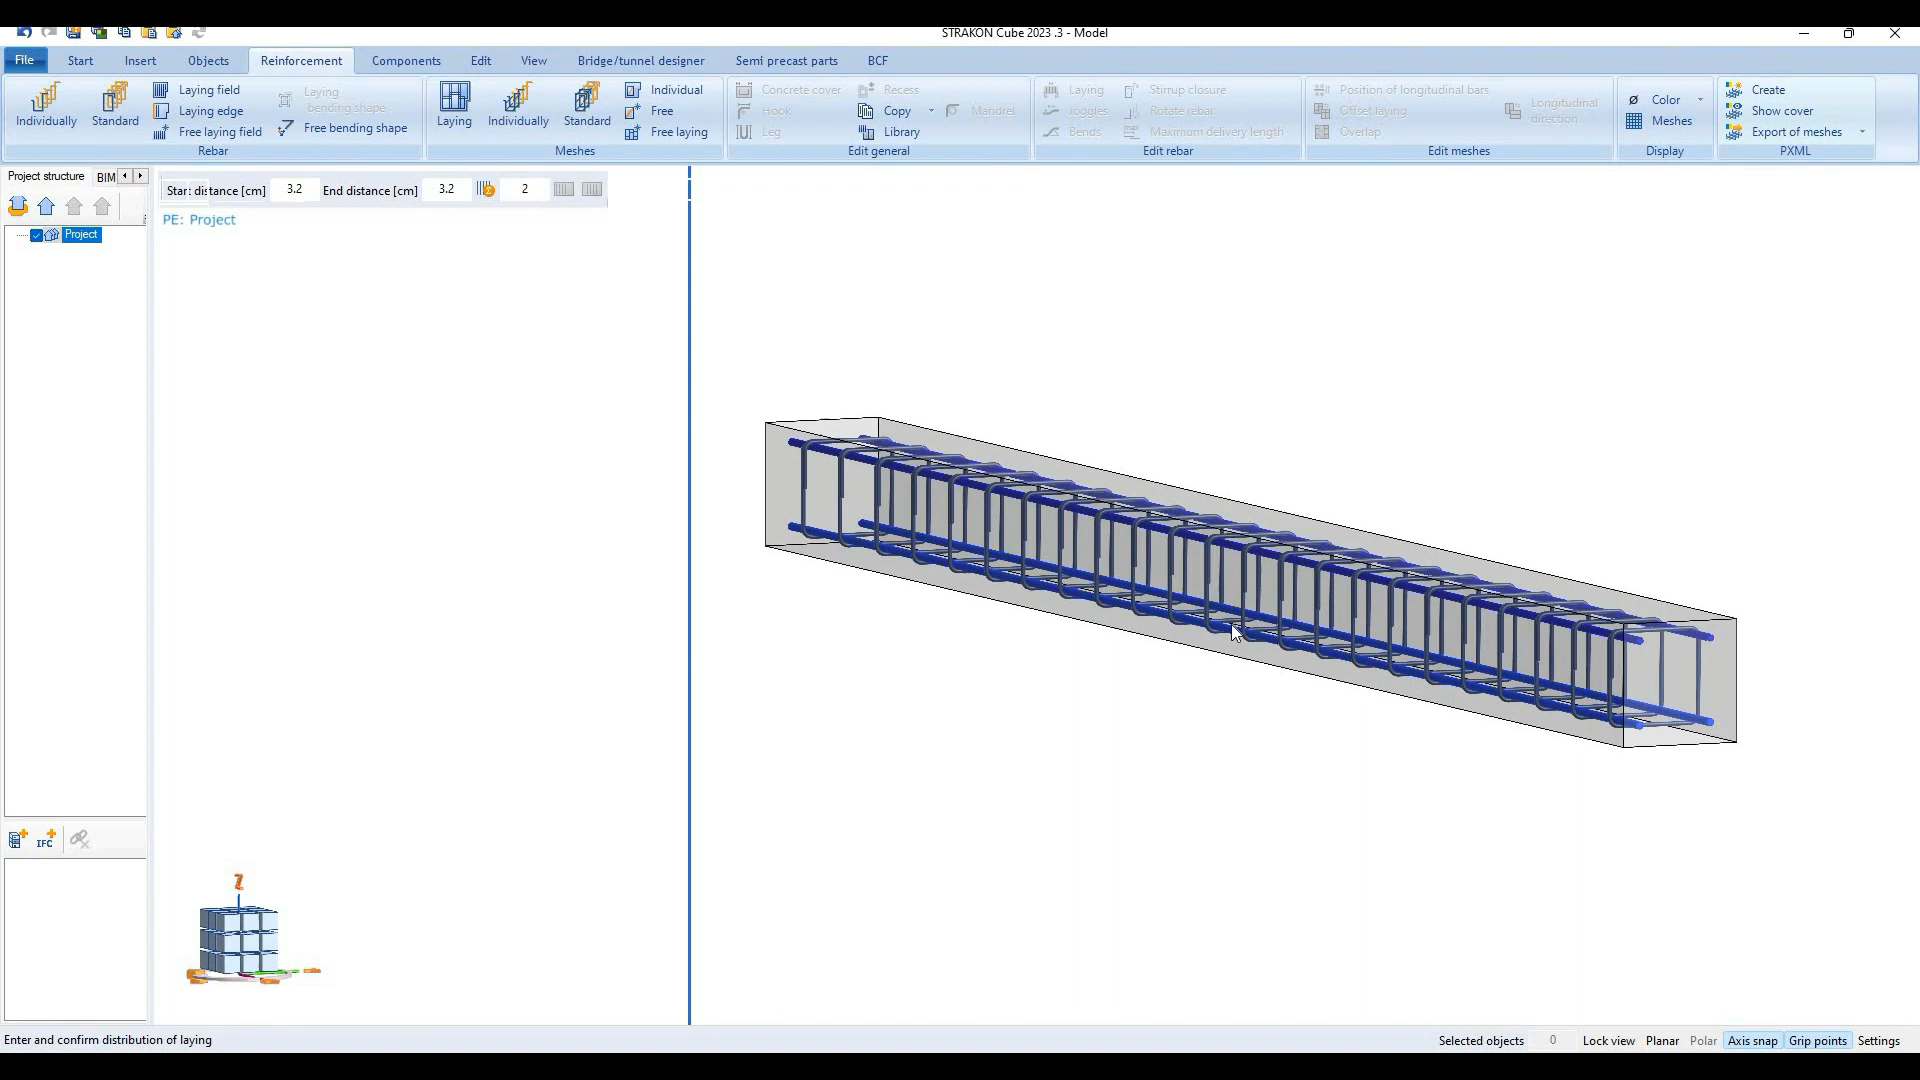 STRAKON Cube 2023 .3 - Model
File Start Insert Objects Reinforcement Components Edit View Bridge/tunnel designer Semi precast parts BCF
Individually Standard Laying field Laying edge Free laying field Laying bending shape Free bending shape
Laying Individually Standard Individual Free Free laying
Concrete cover Hook Leg Recess Copy Library Mandrel
Laying Joggles Bends Stirrup closure Rotate rebar Maximum delivery length
Position of longitudinal bars Offset laying Overlap Longitudinal direction
Color Meshes
Create Show cover Export of meshes
Rebar Meshes Edit general Edit rebar Edit meshes Display PXML
Project structure BIM
Start distance [cm] 3.2 End distance [cm] 3.2 2
PE: Project
Project
IFC
Z
Enter and confirm distribution of laying Selected objects 0 Lock view Planar Polar Axis snap Grip points Settings